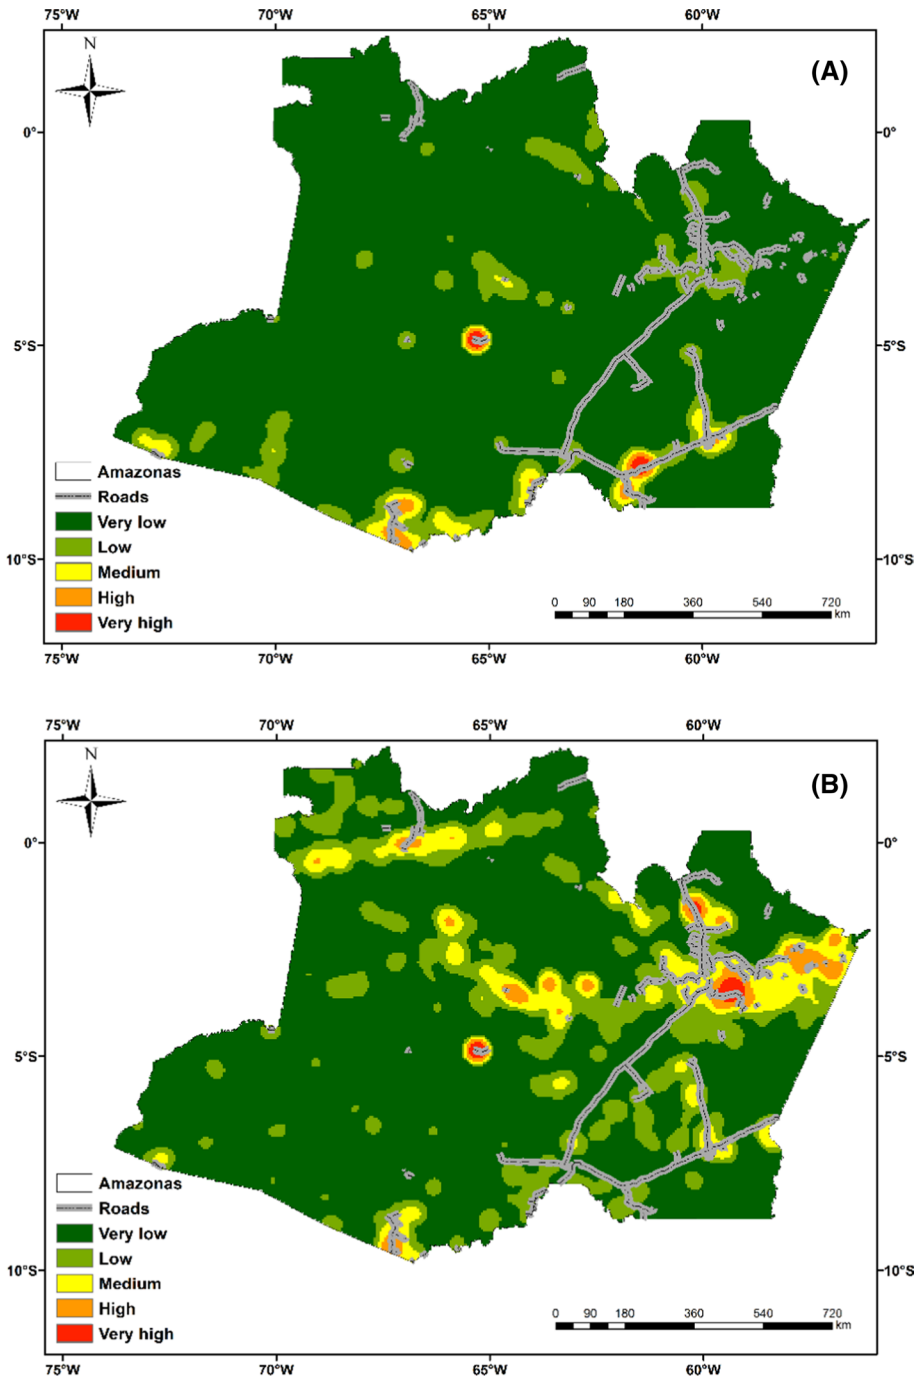 75°W 70°W 65°W 60°W
N
(A)
0° 0°
5°S 5°S
Amazonas
Roads
Very low
Low
Medium
High
Very high
10°S 10°S
0 90 180 360 540 720
km
75°W 70°W 65°W 60°W
75°W 70°W 65°W 60°W
N
(B)
0° 0°
5°S 5°S
Amazonas
Roads
Very low
Low
Medium
High
Very high
10°S 10°S
0 90 180 360 540 720
km
75°W 70°W 65°W 60°W